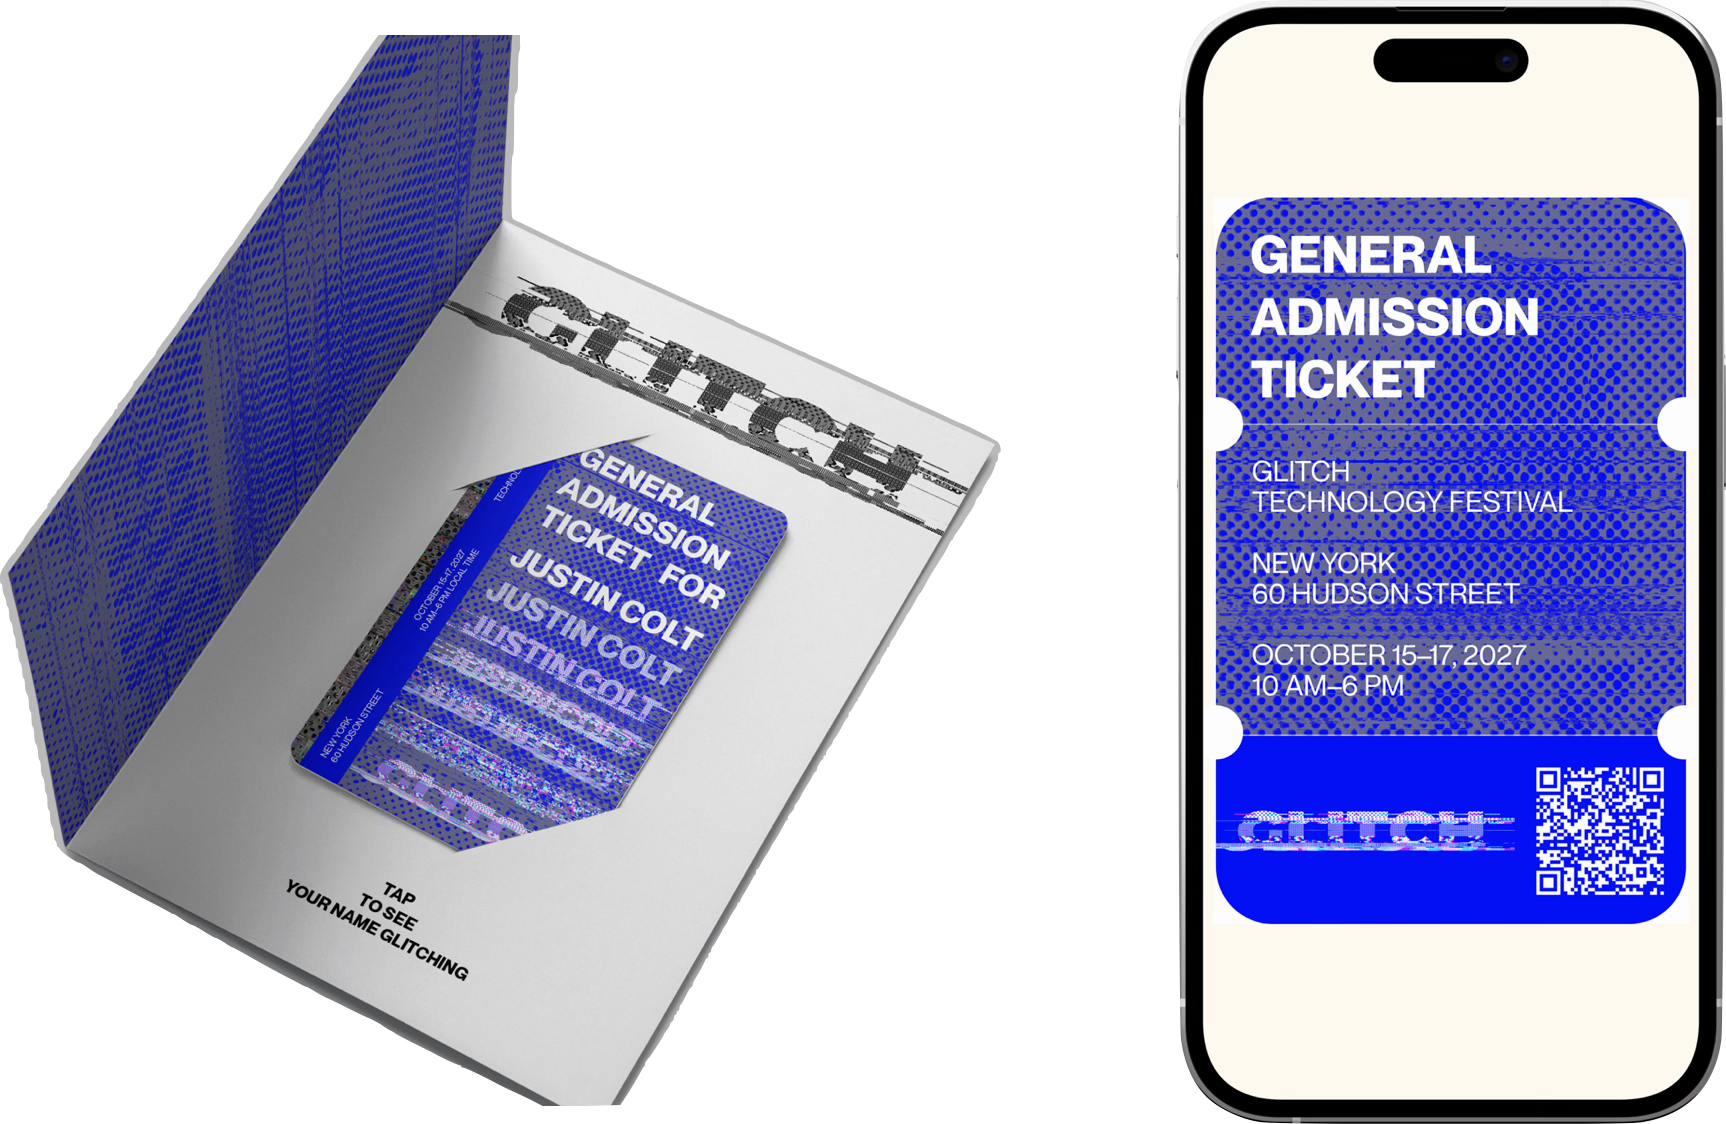 GLITCH
GENERAL
ADMISSION
TICKET FOR
JUSTIN COLT
JUSTIN COLT
JUSTIN COLT
OCTOBER 15-17, 2027
10 AM–6 PM LOCAL TIME
NEW YORK
60 HUDSON STREET
TAP
TO SEE
YOUR NAME GLITCHING
GENERAL
ADMISSION
TICKET
GLITCH
TECHNOLOGY FESTIVAL
NEW YORK
60 HUDSON STREET
OCTOBER 15–17, 2027
10 AM–6 PM
GLITCH